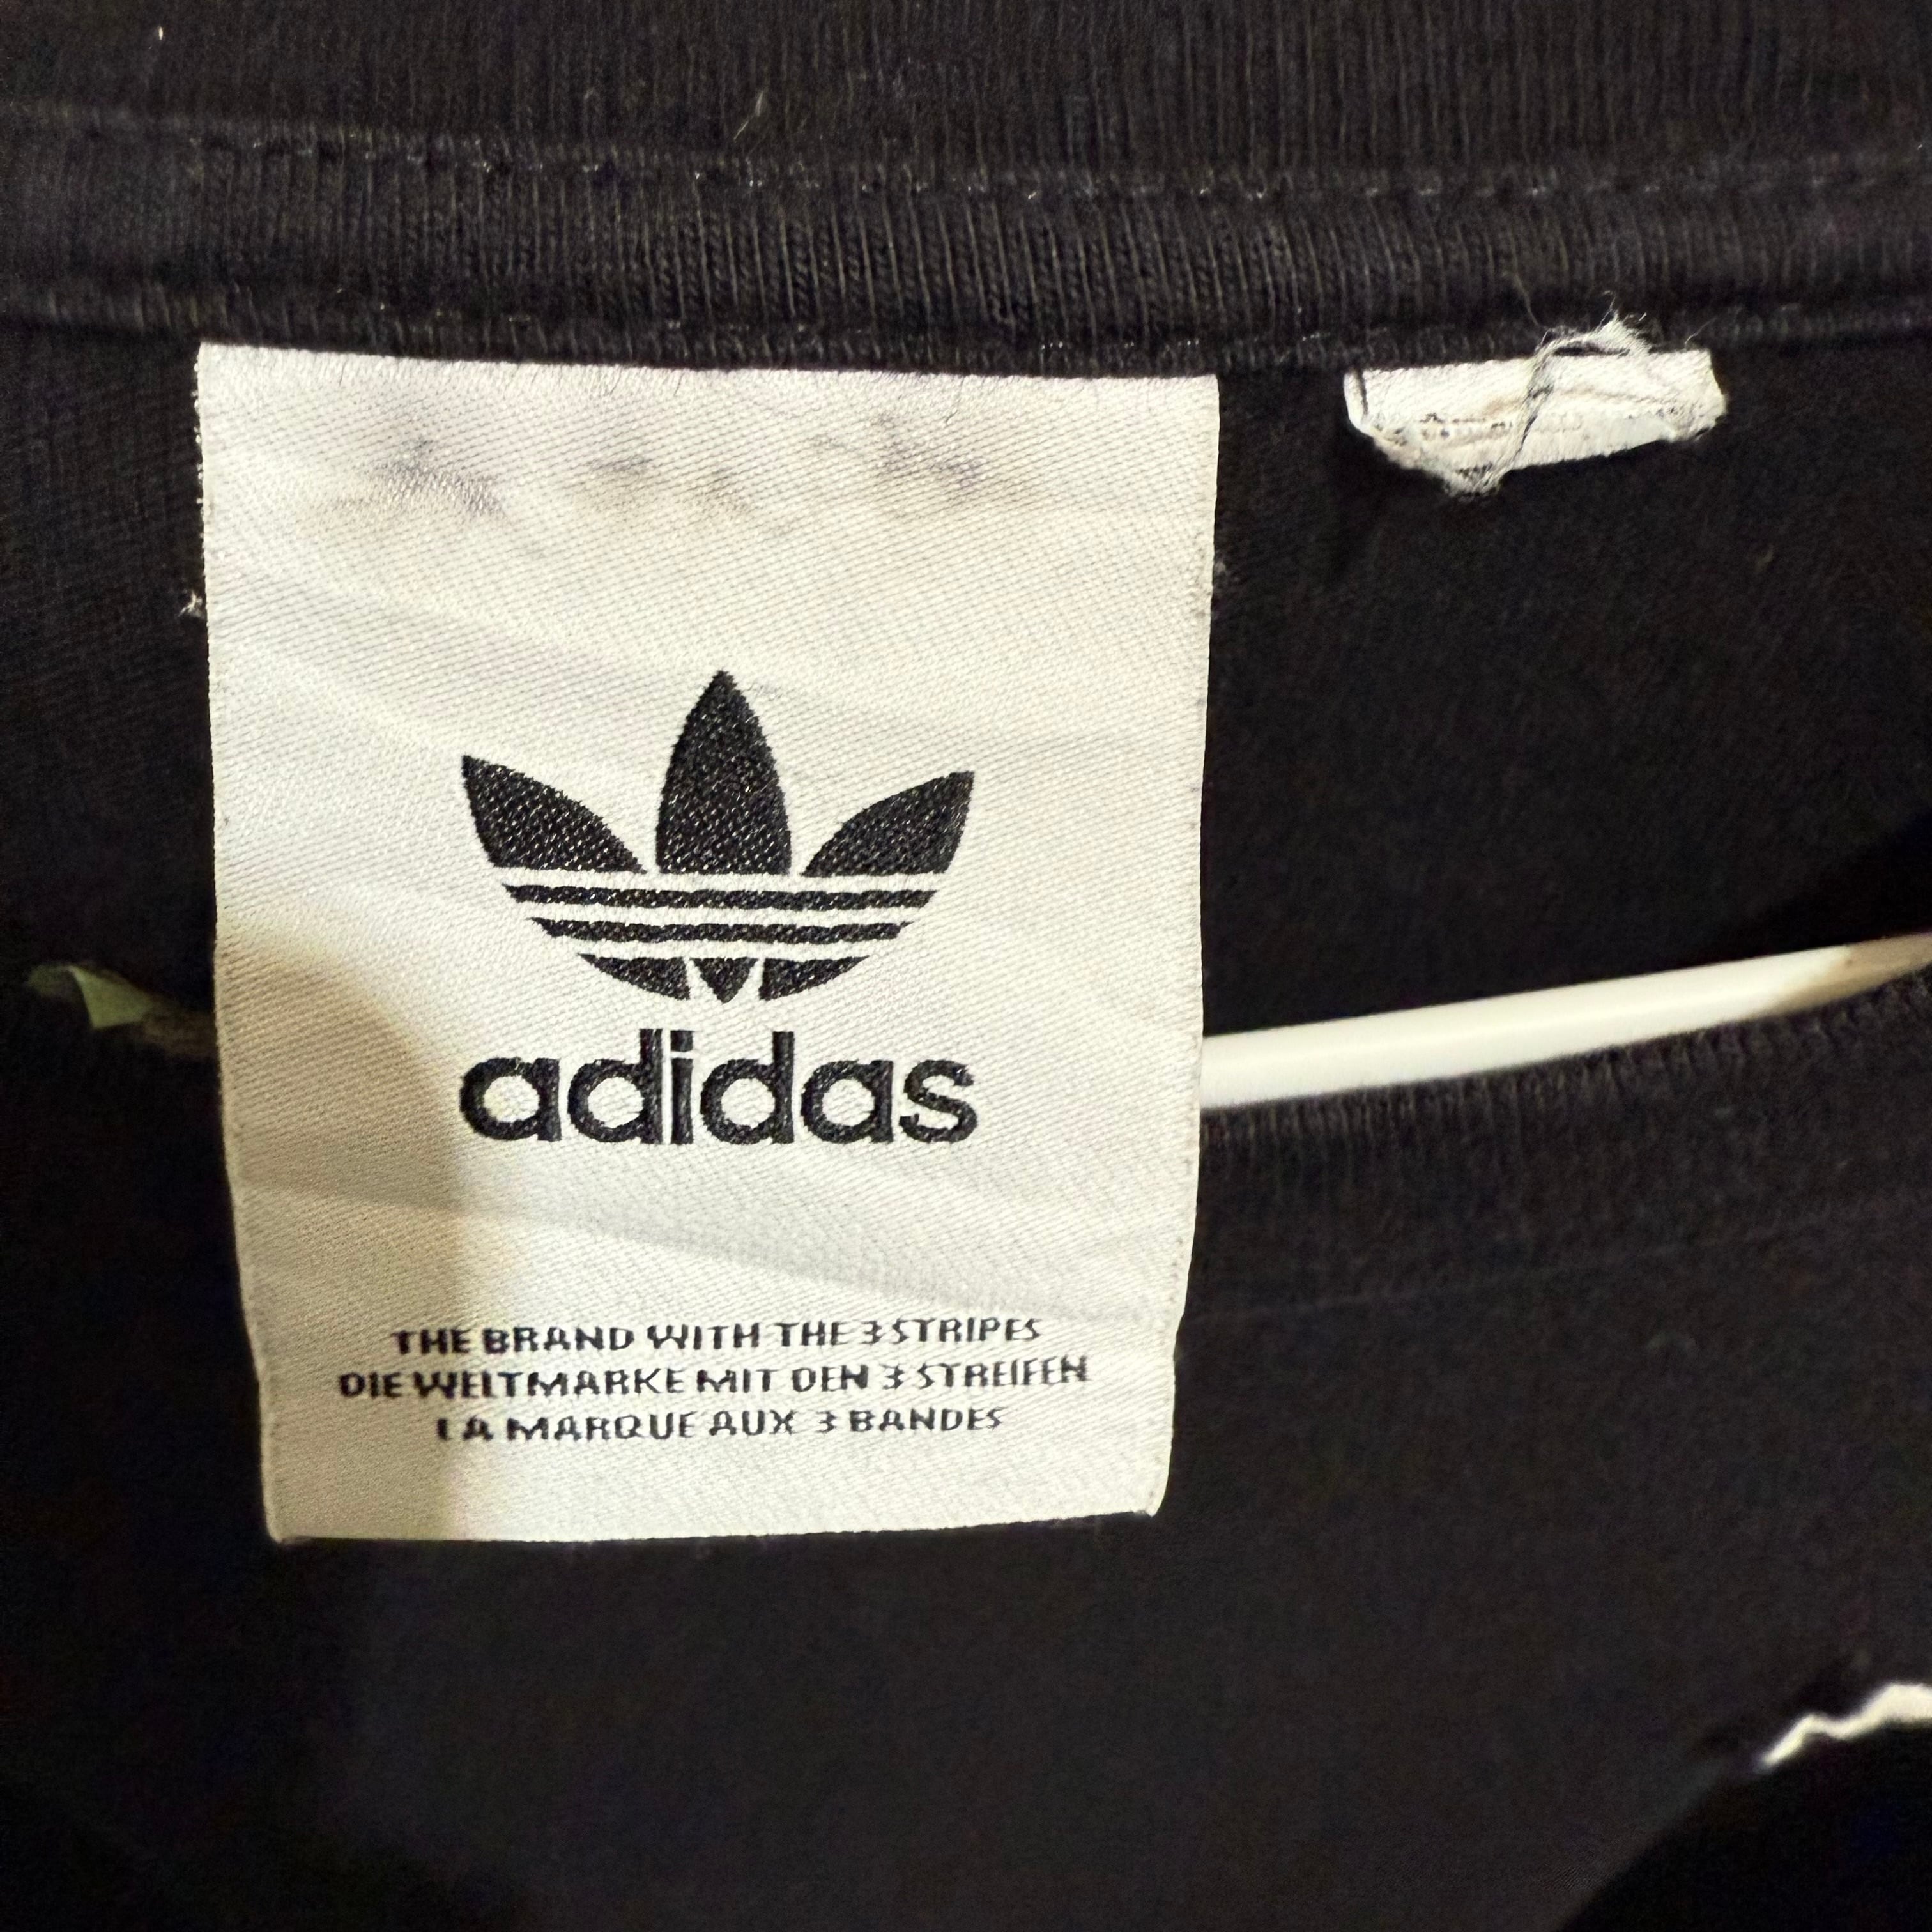 adidas
THE BRAND WITH THE 3 STRIPES
DIE WELTMARKE MIT DEN 3 STREIFEN
LA MARQUE AUX 3 BANDES